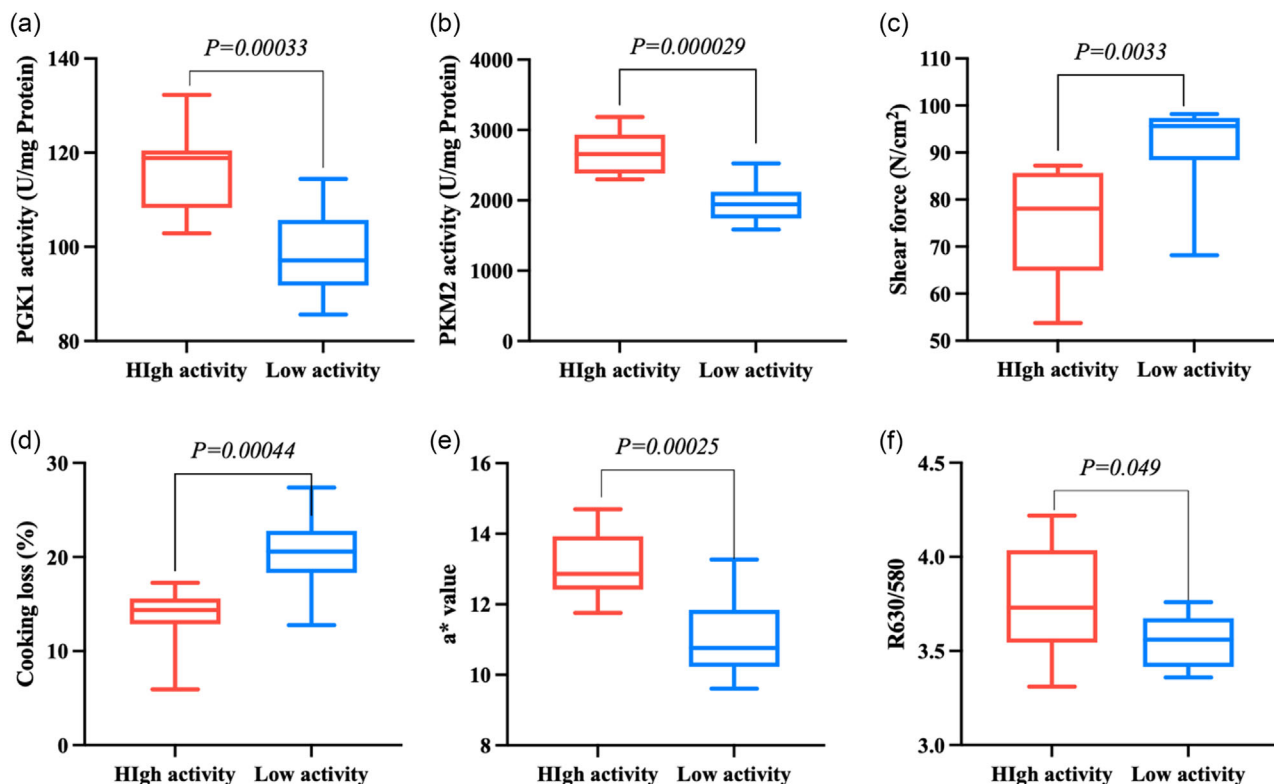 (a)
P=0.00033
PGK1 activity (U/mg Protein)
140
120
100
80
HIgh activity Low activity
(b)
P=0.000029
PKM2 activity (U/mg Protein)
4000
3000
2000
1000
0
HIgh activity Low activity
(c)
P=0.0033
Shear force (N/cm²)
100
90
80
70
60
50
HIgh activity Low activity
(d)
P=0.00044
Cooking loss (%)
30
20
10
0
HIgh activity Low activity
(e)
P=0.00025
a* value
16
14
12
10
8
HIgh activity Low activity
(f)
P=0.049
R630/580
4.5
4.0
3.5
3.0
HIgh activity Low activity